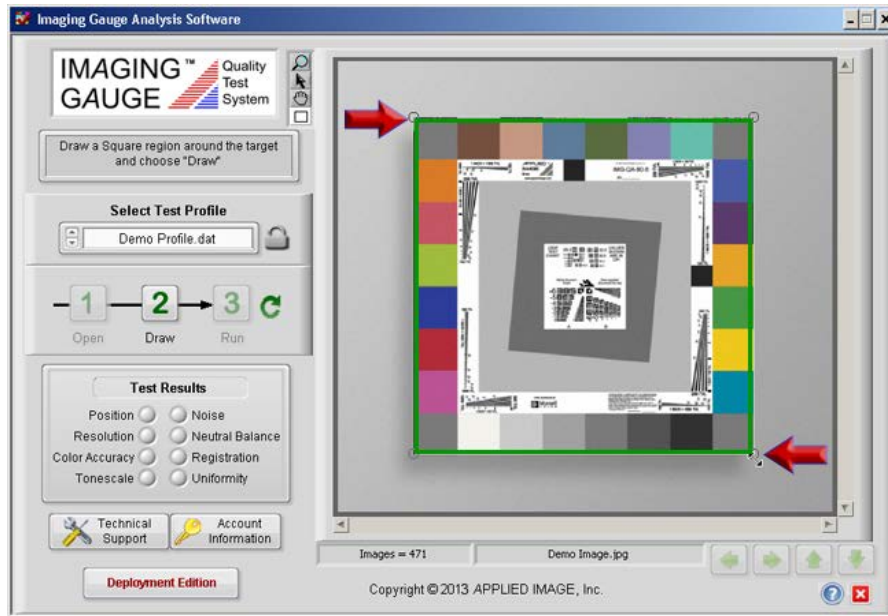 Imaging Gauge Analysis Software
IMAGING™
GAUGE
Quality
Test
System
Draw a Square region around the target
and choose "Draw"
Select Test Profile
Demo Profile.dat
1 2 3
Open Draw Run
Test Results
Position Noise
Resolution Neutral Balance
Color Accuracy Registration
Tonescale Uniformity
Technical
Support
Account
Information
Deployment Edition
APPLIED
IMAGE
Images = 471
Demo Image.jpg
Copyright © 2013 APPLIED IMAGE, Inc.